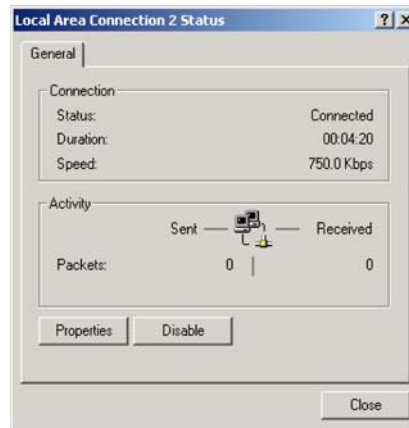 Local Area Connection 2 Status
General
Connection
Status: Connected
Duration: 00:04:20
Speed: 750.0 Kbps
Activity
Sent Received
Packets: 0 0
Properties Disable
Close